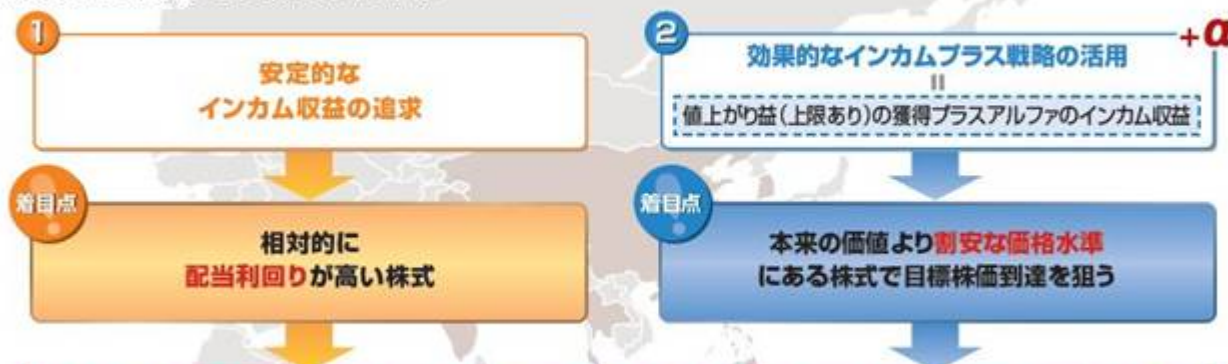 1
安定的な
インカム収益の追求
着目点
相対的に
配当利回りが高い株式
2
+α
効果的なインカムプラス戦略の活用
=
値上がり益(上限あり)の獲得プラスアルファのインカム収益
着目点
本来の価値より割安な価格水準
にある株式で目標株価到達を狙う